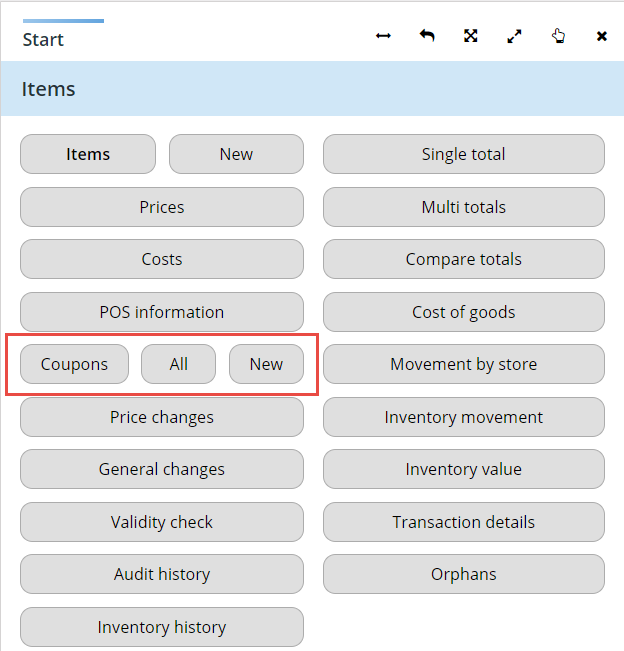 Start
Items
Items New Single total
Prices Multi totals
Costs Compare totals
POS information Cost of goods
Coupons All New Movement by store
Price changes Inventory movement
General changes Inventory value
Validity check Transaction details
Audit history Orphans
Inventory history